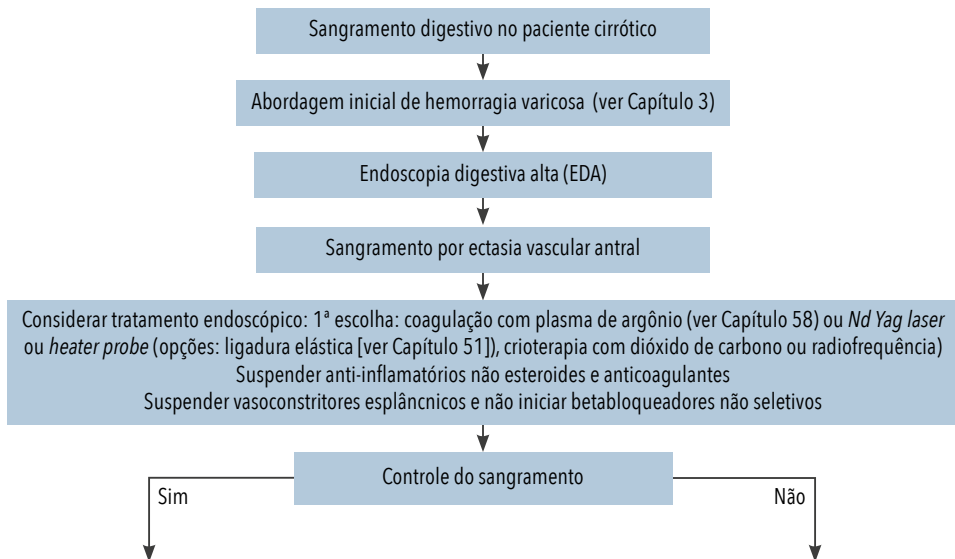 Sangramento digestivo no paciente cirrótico
Abordagem inicial de hemorragia varicosa (ver Capítulo 3)
Endoscopia digestiva alta (EDA)
Sangramento por ectasia vascular antral
Considerar tratamento endoscópico: 1ª escolha: coagulação com plasma de argônio (ver Capítulo 58) ou Nd Yag laser
ou heater probe (opções: ligadura elástica [ver Capítulo 51]), crioterapia com dióxido de carbono ou radiofrequência)
Suspender anti-inflamatórios não esteroides e anticoagulantes
Suspender vasoconstritores esplâncnicos e não iniciar betabloqueadores não seletivos
Controle do sangramento
Sim
Não